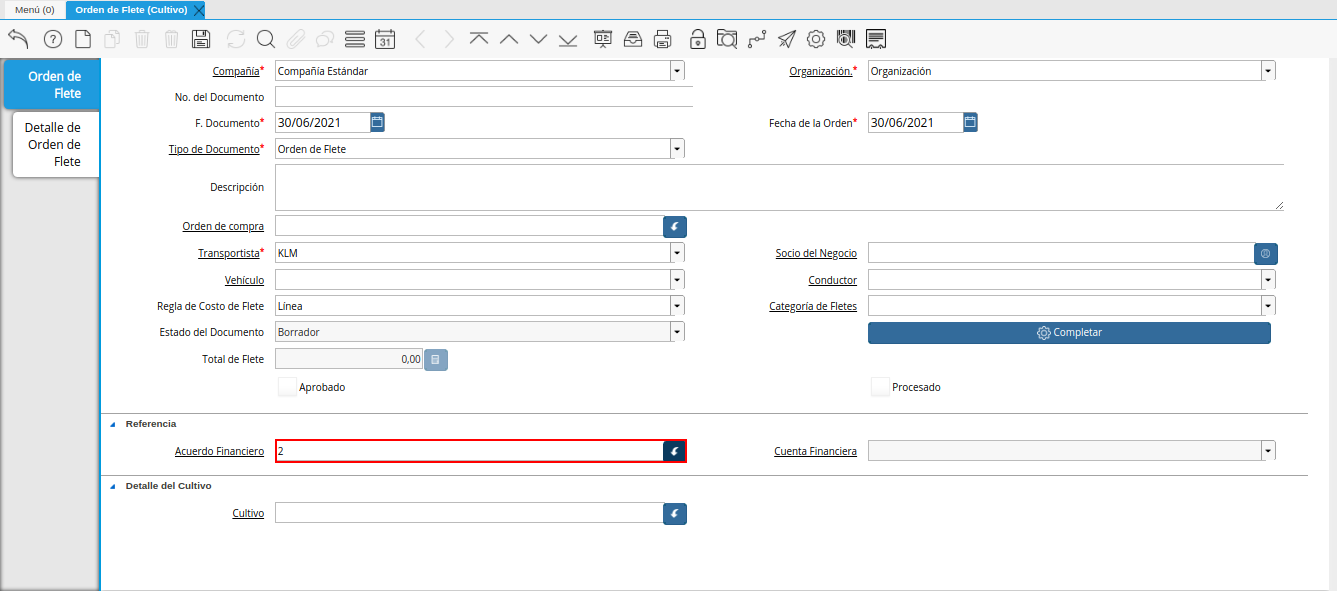 Menú (0)
Orden de Flete (Cultivo)
31
Orden de
Flete
Detalle de
Orden de
Flete
Compañía* Compañía Estándar Organización.* Organización
No. del Documento
F. Documento* 30/06/2021 Fecha de la Orden* 30/06/2021
Tipo de Documento* Orden de Flete
Descripción
Orden de compra
Transportista* KLM Socio del Negocio
Vehículo Conductor
Regla de Costo de Flete Línea Categoría de Fletes
Estado del Documento Borrador Completar
Total de Flete 0,00
Aprobado Procesado
Referencia
Acuerdo Financiero 2 Cuenta Financiera
Detalle del Cultivo
Cultivo